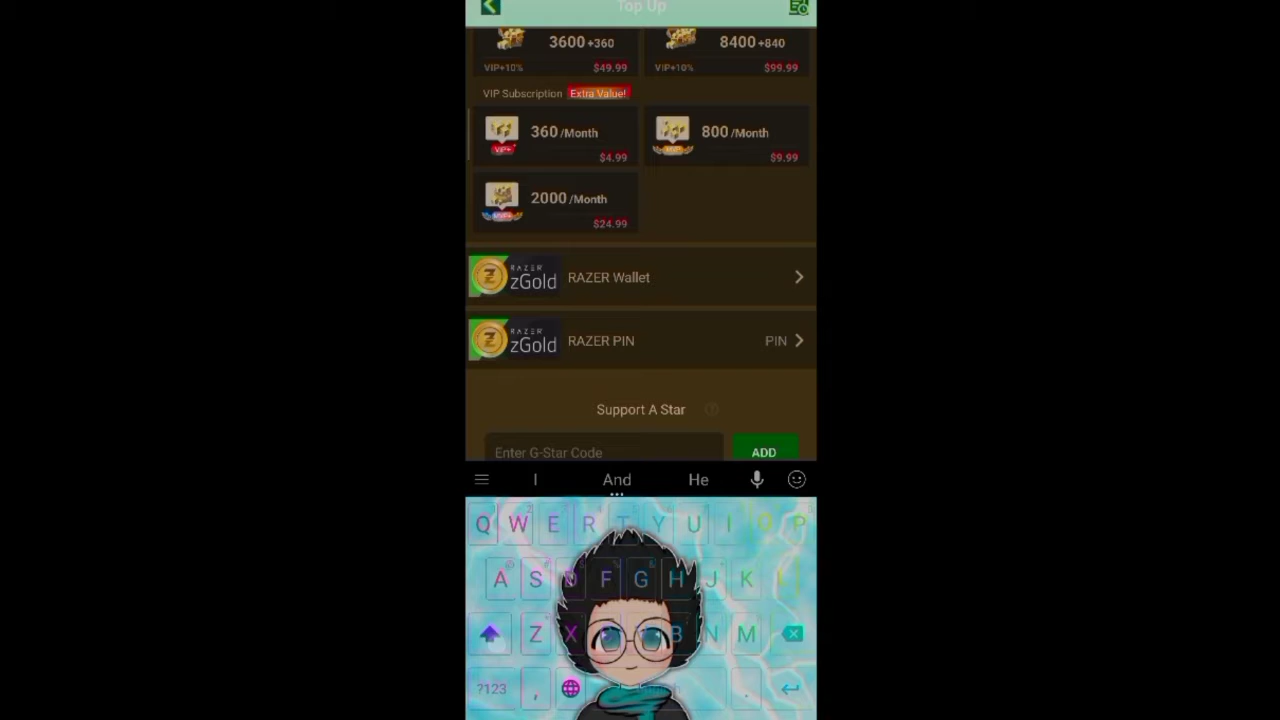 Top Up
3600 +360
8400 +840
VIP+10%
$49.99
VIP+10%
$99.99
VIP Subscription Extra Value!
360 /Month
VIP+
$4.99
800 /Month
$9.99
2000 /Month
$24.99
RAZER
zGold
RAZER Wallet
RAZER
zGold
RAZER PIN
PIN
Support A Star
Enter G-Star Code
ADD
I
And
He
Q W E R T Y U I O P
A S D F G H J K L
Z X B N M
?123 , .